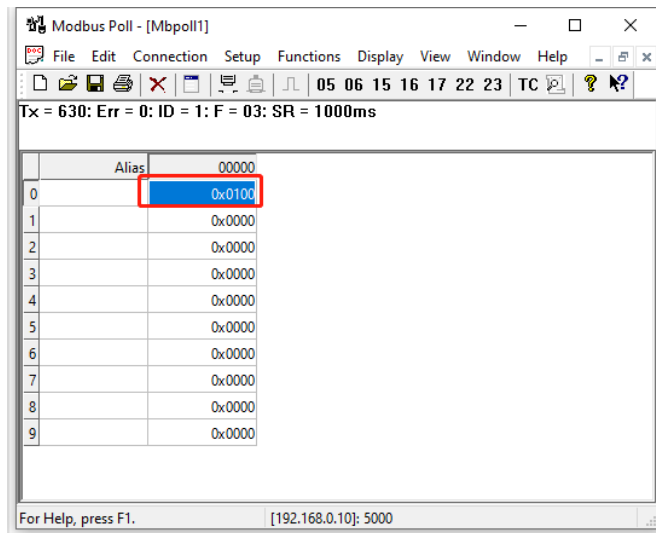 Modbus Poll - [Mbpoll1]
File Edit Connection Setup Functions Display View Window Help
05 06 15 16 17 22 23 TC
Tx = 630: Err = 0: ID = 1: F = 03: SR = 1000ms
Alias 00000
0 0x0100
1 0x0000
2 0x0000
3 0x0000
4 0x0000
5 0x0000
6 0x0000
7 0x0000
8 0x0000
9 0x0000
For Help, press F1. [192.168.0.10]: 5000